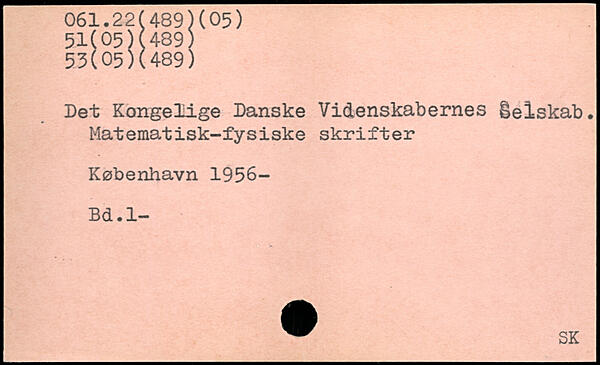 061.22(489)(05)
51(05)(489)
53(05)(489)
Det Kongelige Danske Videnskabernes Selskab.
Matematisk-fysiske skrifter
København 1956-
Bd.1-
SK